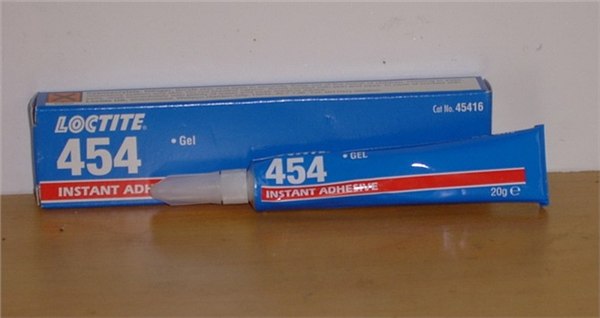 LOCTITE
454
• Gel
INSTANT ADH
Cat No. 45416
454
• GEL
INSTANT ADHESIVE
20g ℮